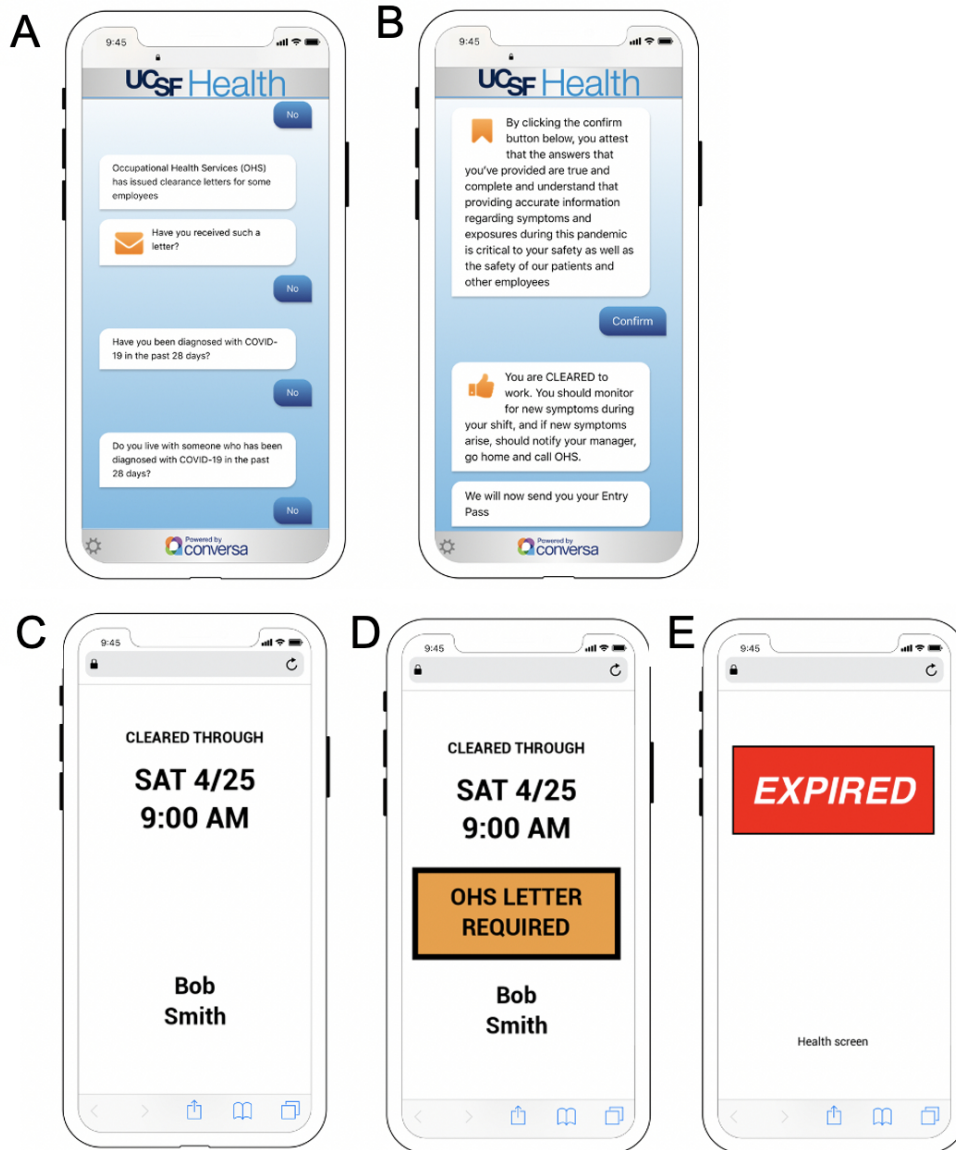 A
9:45
UCSF Health
No
Occupational Health Services (OHS)
has issued clearance letters for some
employees
Have you received such a
letter?
No
Have you been diagnosed with COVID-
19 in the past 28 days?
No
Do you live with someone who has been
diagnosed with COVID-19 in the past
28 days?
No
Powered by
conversa
B
9:45
UCSF Health
By clicking the confirm
button below, you attest
that the answers that
you've provided are true and
complete and understand that
providing accurate information
regarding symptoms and
exposures during this pandemic
is critical to your safety as well as
the safety of our patients and
other employees
Confirm
You are CLEARED to
work. You should monitor
for new symptoms during
your shift, and if new symptoms
arise, should notify your manager,
go home and call OHS.
We will now send you your Entry
Pass
Powered by
conversa
C
9:45
CLEARED THROUGH
SAT 4/25
9:00 AM
Bob
Smith
D
9:45
CLEARED THROUGH
SAT 4/25
9:00 AM
OHS LETTER
REQUIRED
Bob
Smith
E
9:45
EXPIRED
Health screen